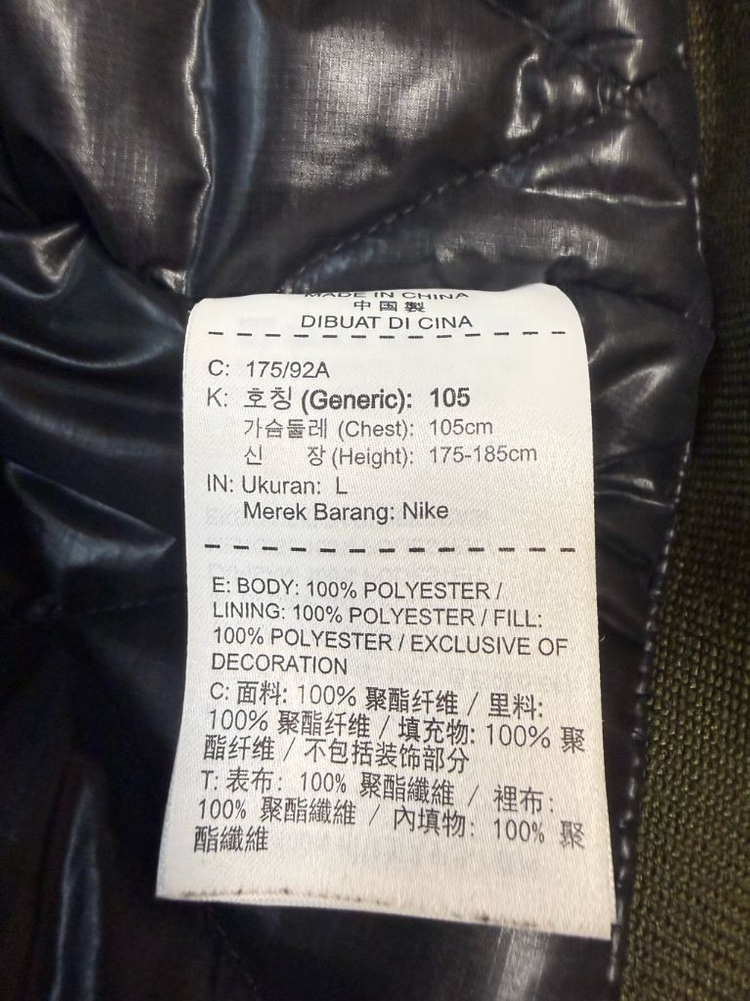 MADE IN CHINA
中国製
DIBUAT DI CINA
C: 175/92A
K: 호칭 (Generic): 105
가슴둘레 (Chest): 105cm
신 장 (Height): 175-185cm
IN: Ukuran: L
Merek Barang: Nike
E: BODY: 100% POLYESTER /
LINING: 100% POLYESTER / FILL:
100% POLYESTER / EXCLUSIVE OF
DECORATION
C: 面料: 100% 聚酯纤维 / 里料:
100% 聚酯纤维 / 填充物: 100% 聚
酯纤维 / 不包括装饰部分
T: 表布: 100% 聚酯纖維 / 裡布:
100% 聚酯纖維 / 內填物: 100% 聚
酯纖維